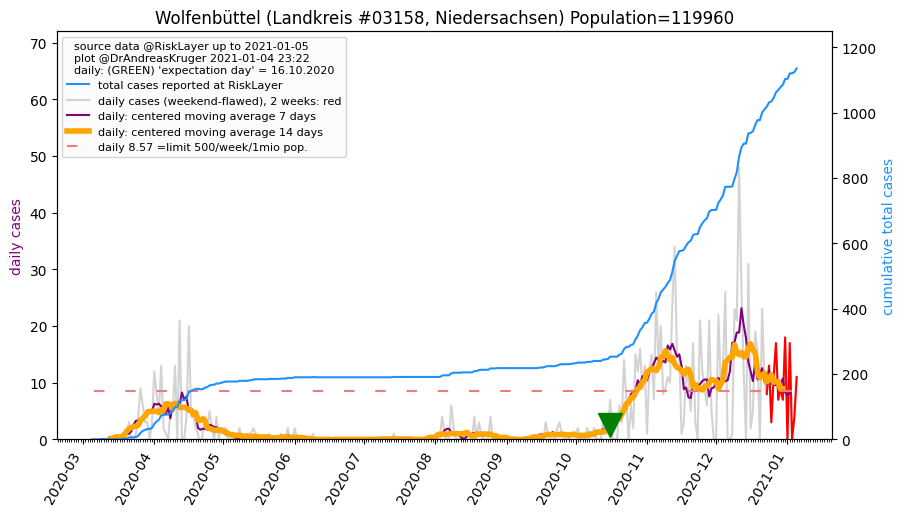 Wolfenbüttel (Landkreis #03158, Niedersachsen) Population=119960
source data @RiskLayer up to 2021-01-05
plot @DrAndreasKruger 2021-01-04 23:22
daily: (GREEN) 'expectation day' = 16.10.2020
total cases reported at RiskLayer
daily cases (weekend-flawed), 2 weeks: red
daily: centered moving average 7 days
daily: centered moving average 14 days
daily 8.57 =limit 500/week/1mio pop.
daily cases
70
60
50
40
30
20
10
0
cumulative total cases
1200
1000
800
600
400
200
0
2020-03
2020-04
2020-05
2020-06
2020-07
2020-08
2020-09
2020-10
2020-11
2020-12
2021-01